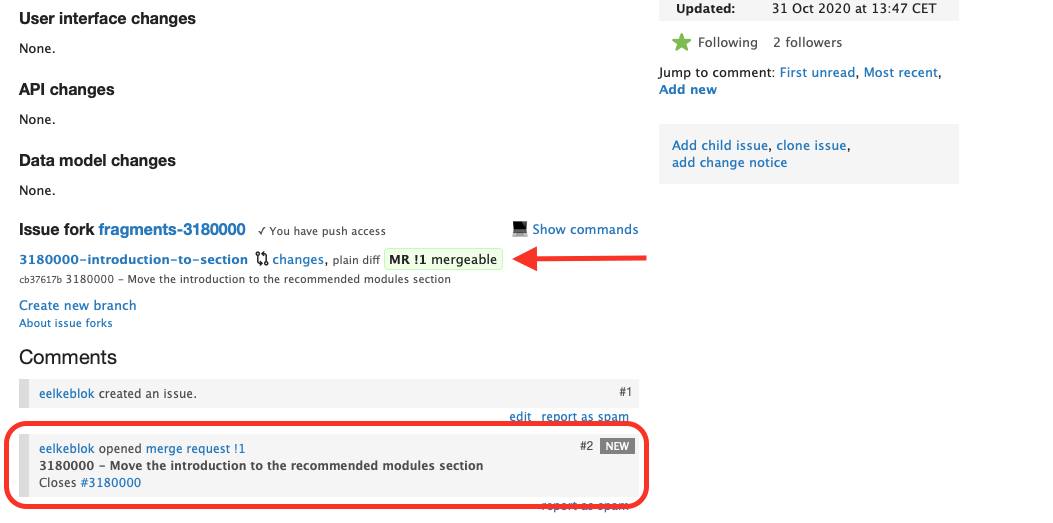 User interface changes
None.
API changes
None.
Data model changes
None.
Issue fork fragments-3180000 ✓ You have push access Show commands
3180000-introduction-to-section changes, plain diff MR !1 mergeable
cb37617b 3180000 - Move the introduction to the recommended modules section
Create new branch
About issue forks
Comments
eelkeblok created an issue. #1
edit report as spam
eelkeblok opened merge request !1 #2 NEW
3180000 - Move the introduction to the recommended modules section
Closes #3180000
report as spam
Updated: 31 Oct 2020 at 13:47 CET
Following 2 followers
Jump to comment: First unread, Most recent,
Add new
Add child issue, clone issue,
add change notice